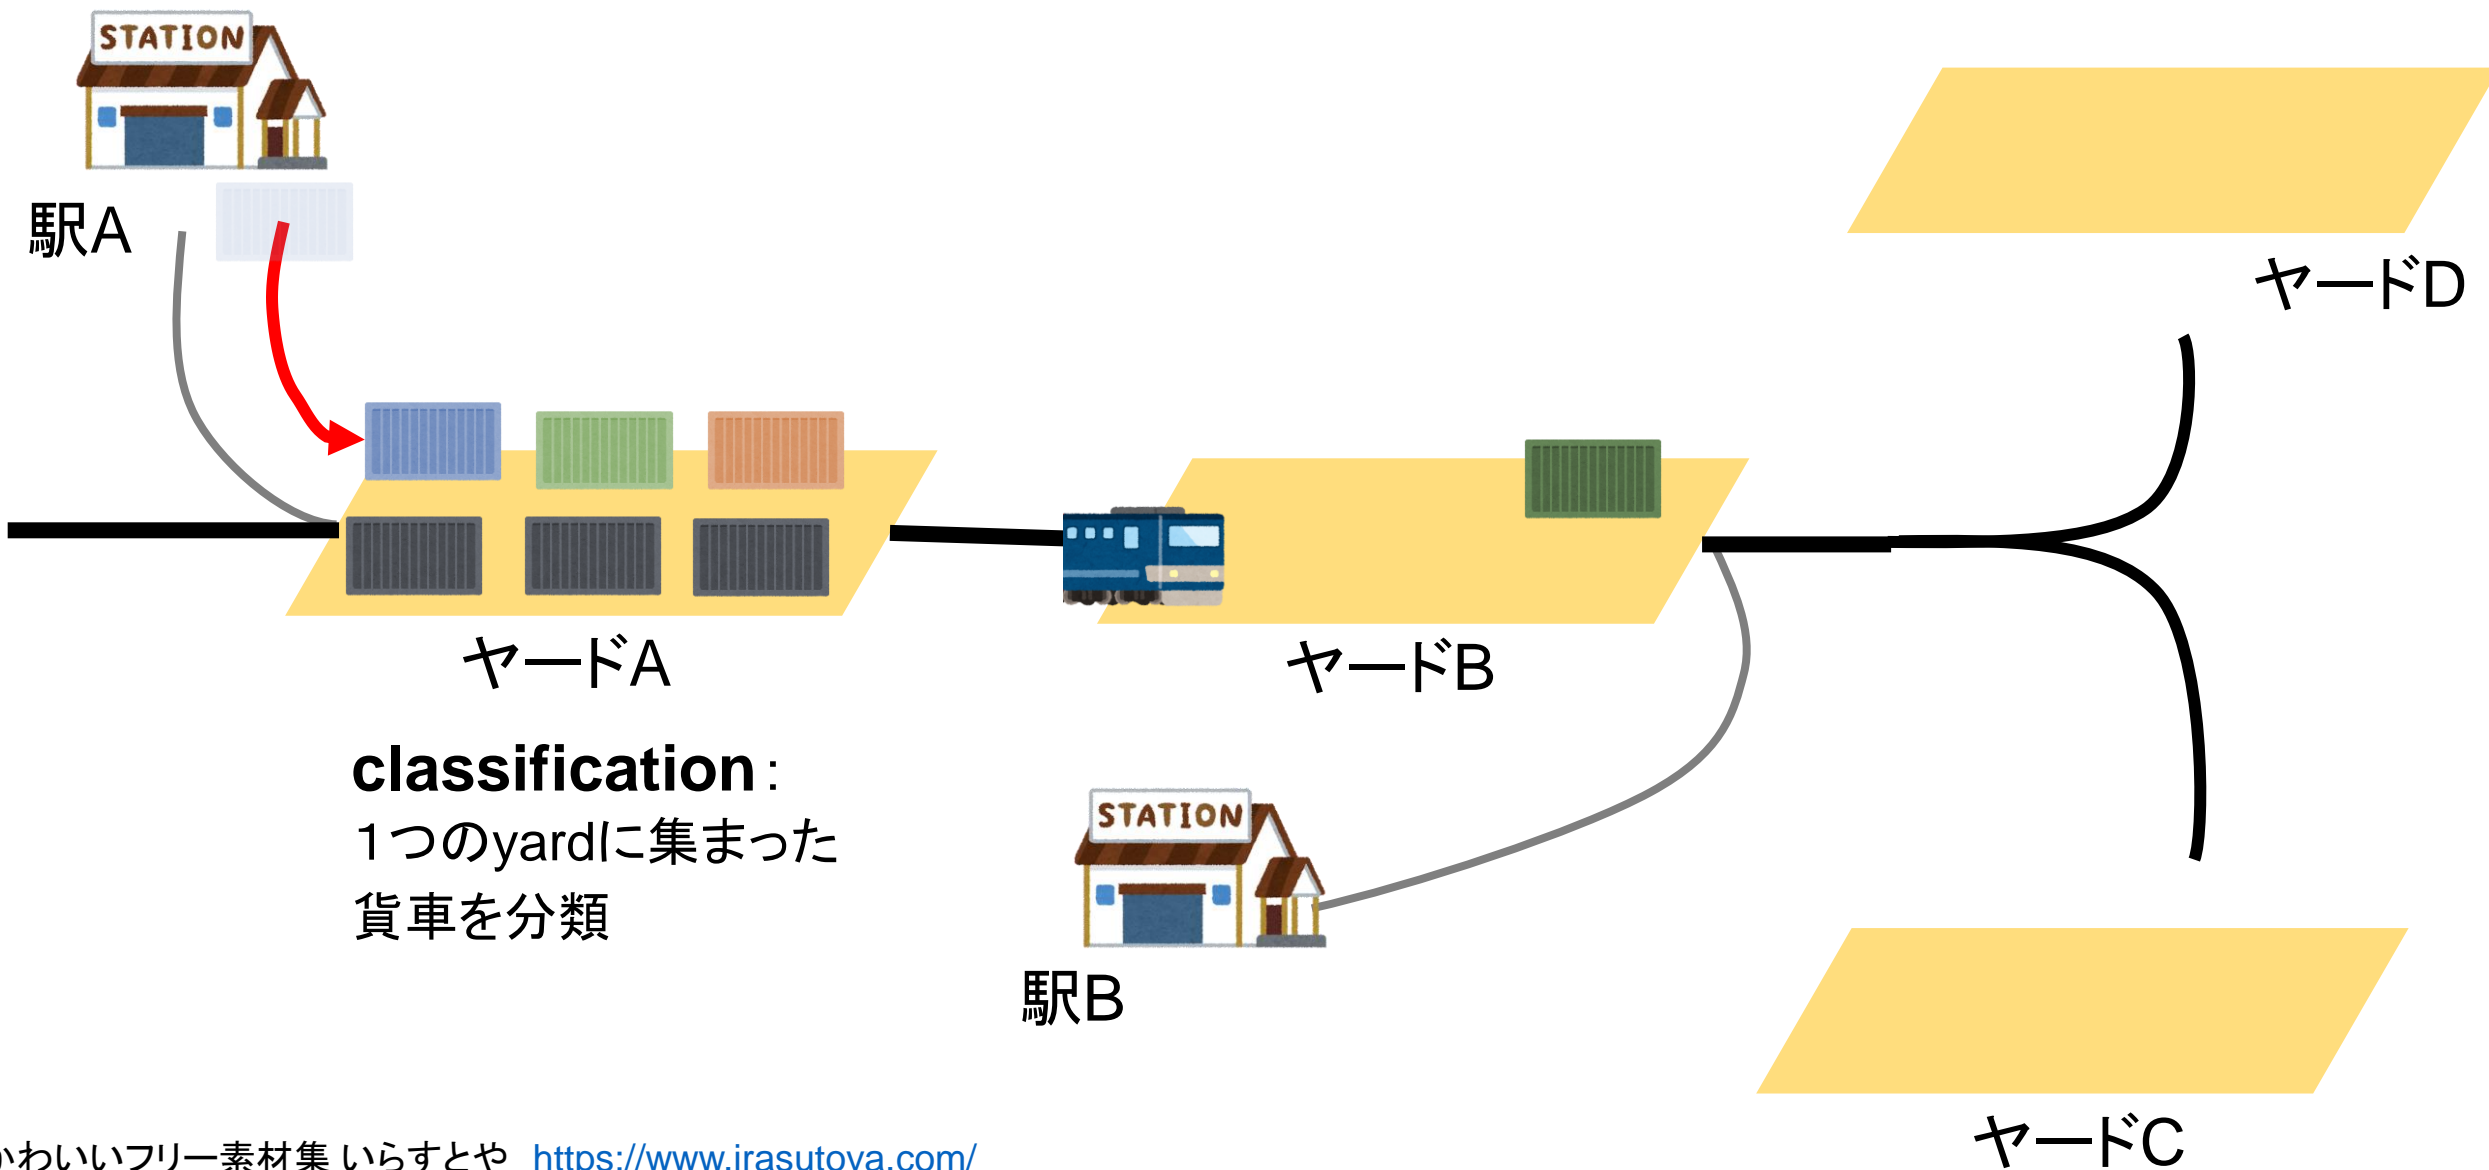 STATION
駅A
ヤードD
ヤードA
ヤードB
classification：
１つのyardに集まった
貨車を分類
STATION
駅B
ヤードC
かわいいフリー素材集 いらすとや https://www.irasutoya.com/